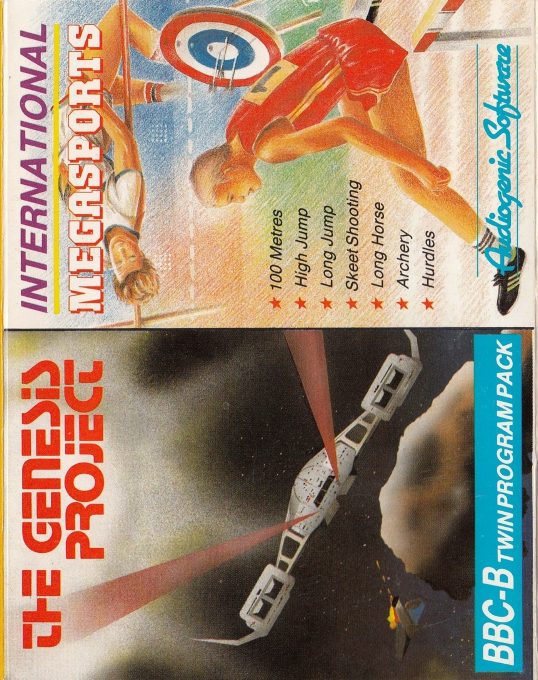 THE GENESIS
PROJECT
BBC-B TWIN PROGRAM PACK
INTERNATIONAL
MEGASPORTS
★ 100 Metres
★ High Jump
★ Long Jump
★ Skeet Shooting
★ Long Horse
★ Archery
★ Hurdles
Audiogenic Software